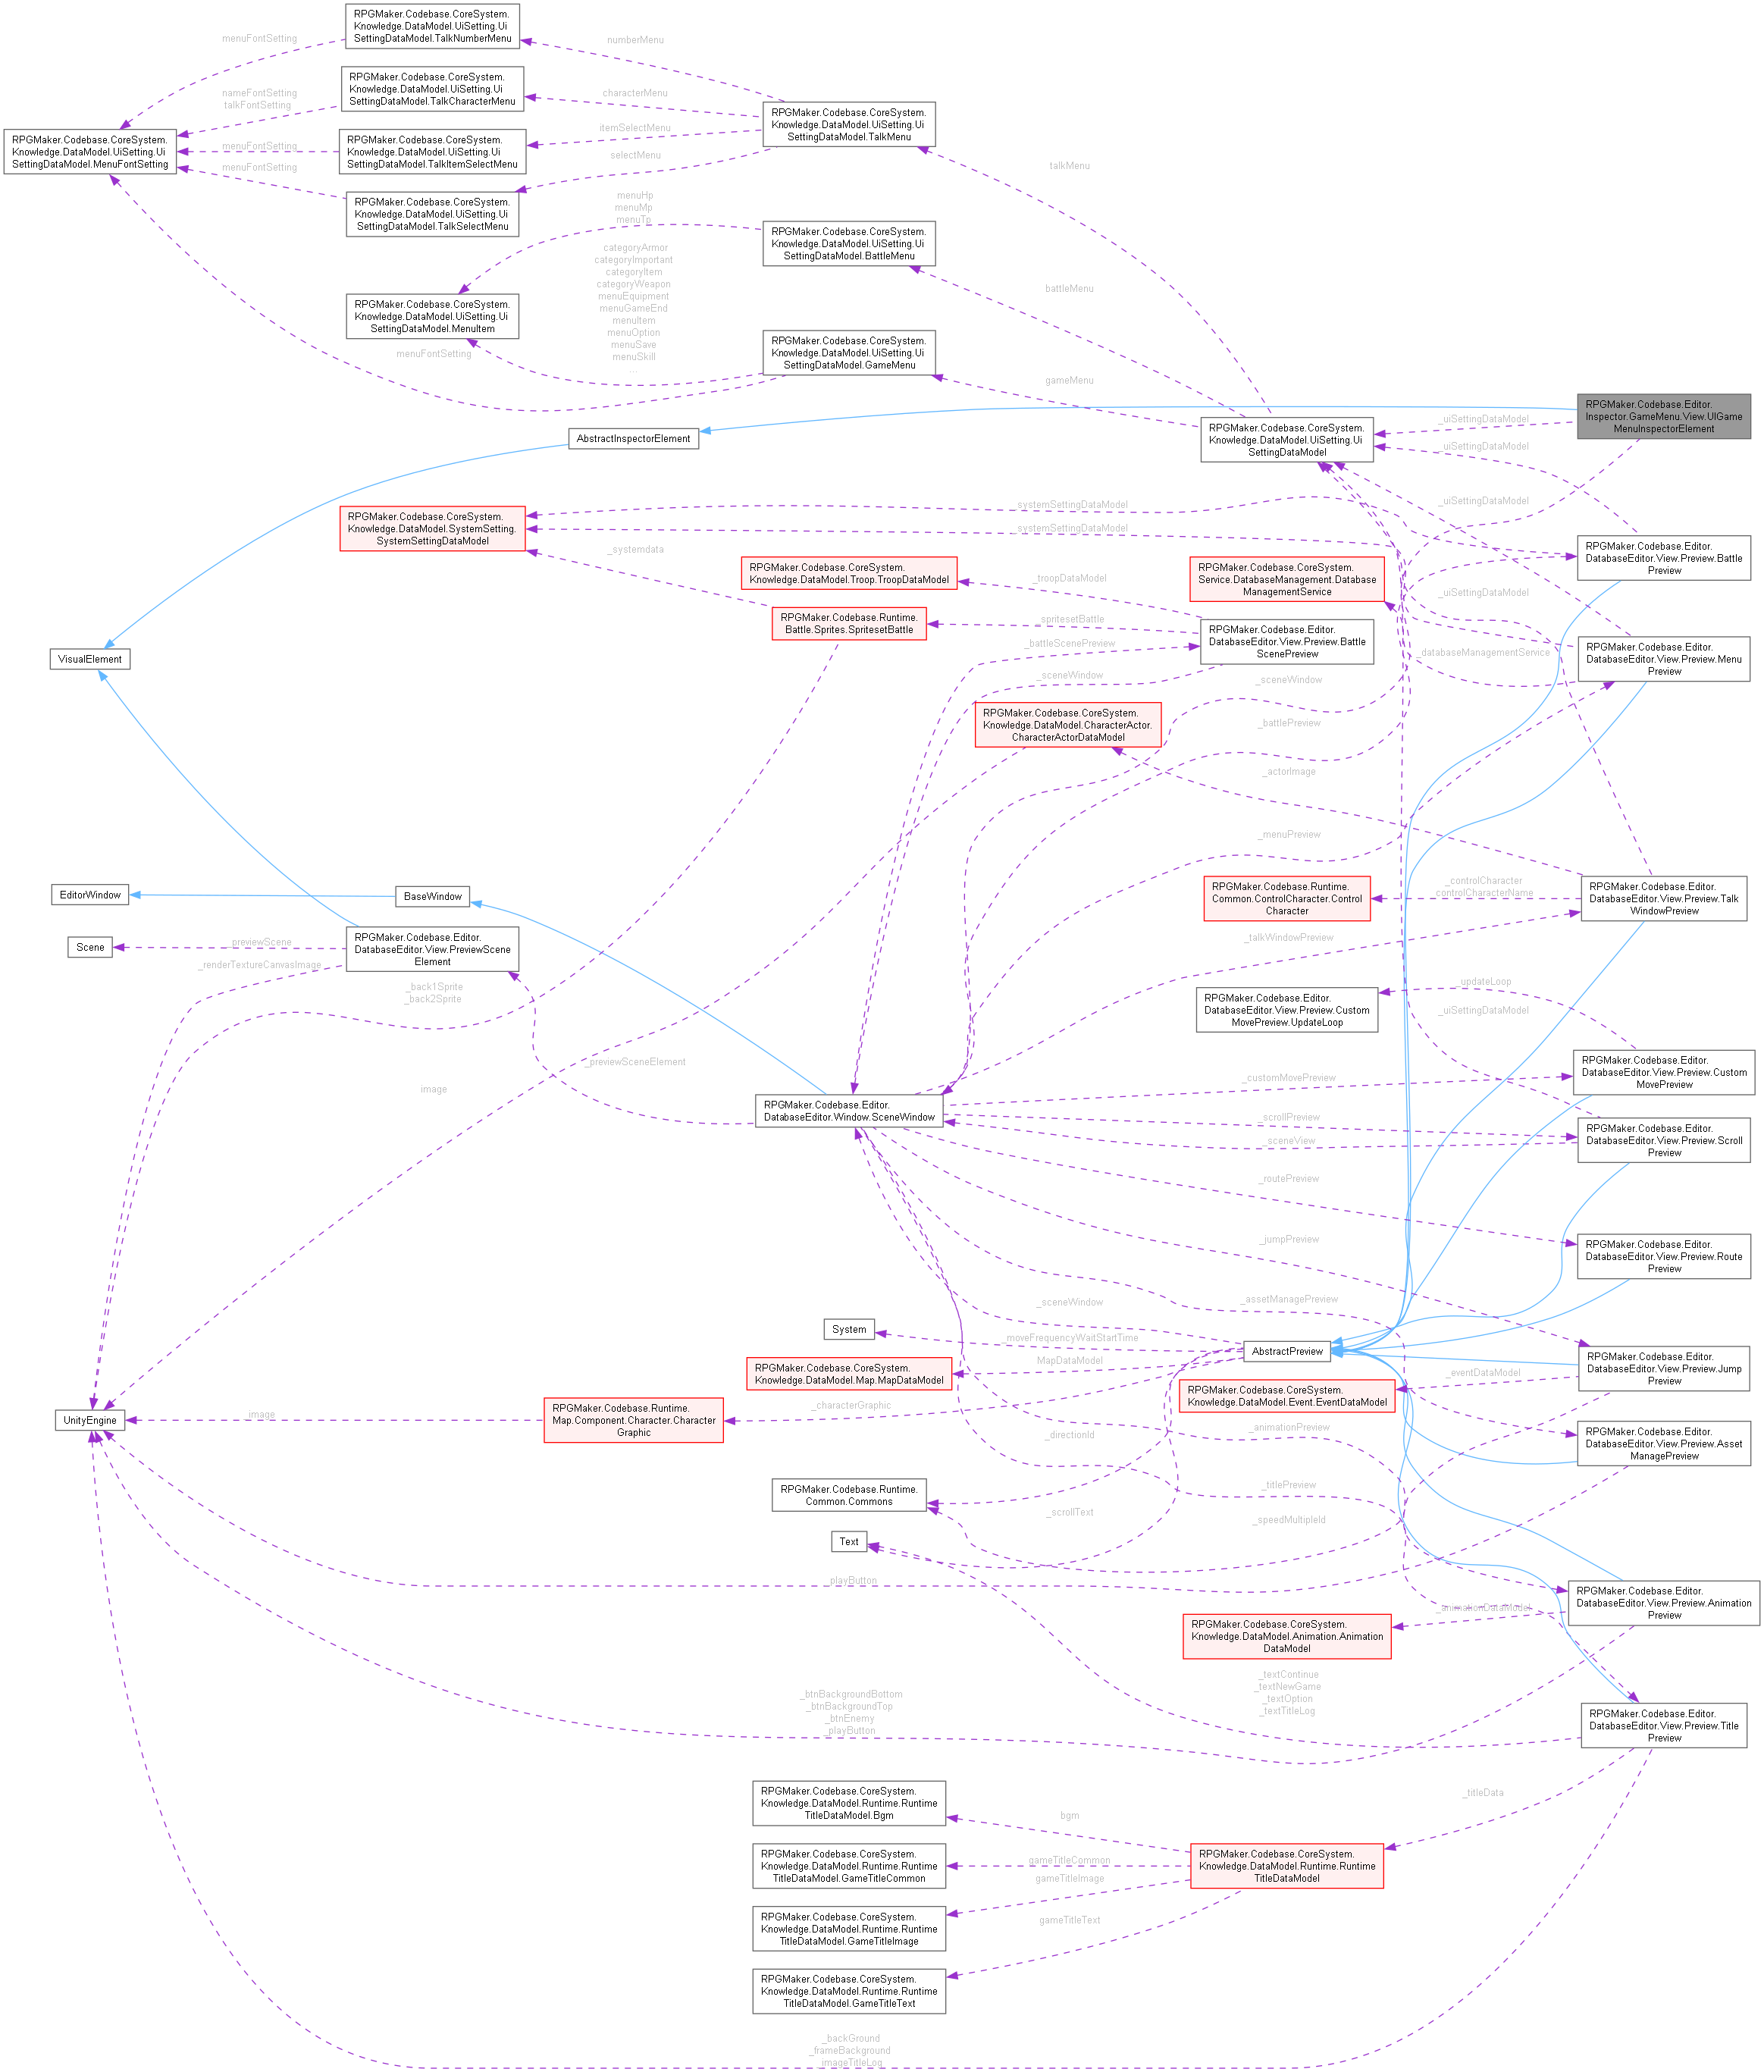 RPGMaker.Codebase.CoreSystem.
Knowledge.DataModel.UiSetting.Ui
SettingDataModel.TalkNumberMenu
menuFontSetting
numberMenu
RPGMaker.Codebase.CoreSystem.
Knowledge.DataModel.UiSetting.Ui
SettingDataModel.TalkCharacterMenu
nameFontSetting
talkFontSetting
characterMenu
RPGMaker.Codebase.CoreSystem.
Knowledge.DataModel.UiSetting.Ui
SettingDataModel.TalkMenu
RPGMaker.Codebase.CoreSystem.
Knowledge.DataModel.UiSetting.Ui
SettingDataModel.MenuFontSetting
menuFontSetting
RPGMaker.Codebase.CoreSystem.
Knowledge.DataModel.UiSetting.Ui
SettingDataModel.TalkItemSelectMenu
itemSelectMenu
menuFontSetting
selectMenu
talkMenu
RPGMaker.Codebase.CoreSystem.
Knowledge.DataModel.UiSetting.Ui
SettingDataModel.TalkSelectMenu
menuHp
menuMp
menuTp
RPGMaker.Codebase.CoreSystem.
Knowledge.DataModel.UiSetting.Ui
SettingDataModel.BattleMenu
categoryArmor
categoryImportant
categoryItem
categoryWeapon
menuEquipment
menuGameEnd
menuItem
menuOption
menuSave
menuSkill
...
battleMenu
RPGMaker.Codebase.CoreSystem.
Knowledge.DataModel.UiSetting.Ui
SettingDataModel.MenuItem
menuFontSetting
RPGMaker.Codebase.CoreSystem.
Knowledge.DataModel.UiSetting.Ui
SettingDataModel.GameMenu
gameMenu
RPGMaker.Codebase.Editor.
Inspector.GameMenu.View.UIGame
MenuInspectorElement
_uiSettingDataModel
AbstractInspectorElement
RPGMaker.Codebase.CoreSystem.
Knowledge.DataModel.UiSetting.Ui
SettingDataModel
_uiSettingDataModel
_uiSettingDataModel
_systemSettingDataModel
_systemSettingDataModel
RPGMaker.Codebase.CoreSystem.
Knowledge.DataModel.SystemSetting.
SystemSettingDataModel
_systemdata
RPGMaker.Codebase.Editor.
DatabaseEditor.View.Preview.Battle
Preview
RPGMaker.Codebase.CoreSystem.
Knowledge.DataModel.Troop.TroopDataModel
_troopDataModel
RPGMaker.Codebase.CoreSystem.
Service.DatabaseManagement.Database
ManagementService
_uiSettingDataModel
RPGMaker.Codebase.Runtime.
Battle.Sprites.SpritesetBattle
_spritesetBattle
RPGMaker.Codebase.Editor.
DatabaseEditor.View.Preview.Battle
ScenePreview
_battleScenePreview
_databaseManagementService
RPGMaker.Codebase.Editor.
DatabaseEditor.View.Preview.Menu
Preview
VisualElement
_sceneWindow
_sceneWindow
RPGMaker.Codebase.CoreSystem.
Knowledge.DataModel.CharacterActor.
CharacterActorDataModel
_battlePreview
_actorImage
_menuPreview
EditorWindow
BaseWindow
RPGMaker.Codebase.Runtime.
Common.ControlCharacter.Control
Character
_controlCharacter
_controlCharacterName
RPGMaker.Codebase.Editor.
DatabaseEditor.View.Preview.Talk
WindowPreview
Scene
_previewScene
_renderTextureCanvasImage
RPGMaker.Codebase.Editor.
DatabaseEditor.View.PreviewScene
Element
_talkWindowPreview
_back1Sprite
_back2Sprite
_updateLoop
RPGMaker.Codebase.Editor.
DatabaseEditor.View.Preview.Custom
MovePreview.UpdateLoop
_uiSettingDataModel
image
_previewSceneElement
RPGMaker.Codebase.Editor.
DatabaseEditor.View.Preview.Custom
MovePreview
_customMovePreview
RPGMaker.Codebase.Editor.
DatabaseEditor.Window.SceneWindow
_scrollPreview
_sceneView
RPGMaker.Codebase.Editor.
DatabaseEditor.View.Preview.Scroll
Preview
_routePreview
RPGMaker.Codebase.Editor.
DatabaseEditor.View.Preview.Route
Preview
_jumpPreview
_assetManagePreview
_sceneWindow
System
_moveFrequencyWaitStartTime
AbstractPreview
RPGMaker.Codebase.CoreSystem.
Knowledge.DataModel.Map.MapDataModel
MapDataModel
RPGMaker.Codebase.Editor.
DatabaseEditor.View.Preview.Jump
Preview
_eventDataModel
RPGMaker.Codebase.CoreSystem.
Knowledge.DataModel.Event.EventDataModel
UnityEngine
image
RPGMaker.Codebase.Runtime.
Map.Component.Character.Character
Graphic
_characterGraphic
_directionId
_animationPreview
RPGMaker.Codebase.Editor.
DatabaseEditor.View.Preview.Asset
ManagePreview
RPGMaker.Codebase.Runtime.
Common.Commons
_titlePreview
_scrollText
_speedMultipleId
Text
playButton
RPGMaker.Codebase.Editor.
DatabaseEditor.View.Preview.Animation
Preview
_animationDataModel
RPGMaker.Codebase.CoreSystem.
Knowledge.DataModel.Animation.Animation
DataModel
_btnBackgroundBottom
_btnBackgroundTop
_btnEnemy
_playButton
_textContinue
_textNewGame
_textOption
_textTitleLog
RPGMaker.Codebase.Editor.
DatabaseEditor.View.Preview.Title
Preview
_titleData
RPGMaker.Codebase.CoreSystem.
Knowledge.DataModel.Runtime.Runtime
TitleDataModel.Bgm
bgm
RPGMaker.Codebase.CoreSystem.
Knowledge.DataModel.Runtime.Runtime
TitleDataModel.GameTitleCommon
gameTitleCommon
gameTitleImage
RPGMaker.Codebase.CoreSystem.
Knowledge.DataModel.Runtime.Runtime
TitleDataModel
RPGMaker.Codebase.CoreSystem.
Knowledge.DataModel.Runtime.Runtime
TitleDataModel.GameTitleImage
gameTitleText
RPGMaker.Codebase.CoreSystem.
Knowledge.DataModel.Runtime.Runtime
TitleDataModel.GameTitleText
_backGround
_frameBackground
imageTitleLog